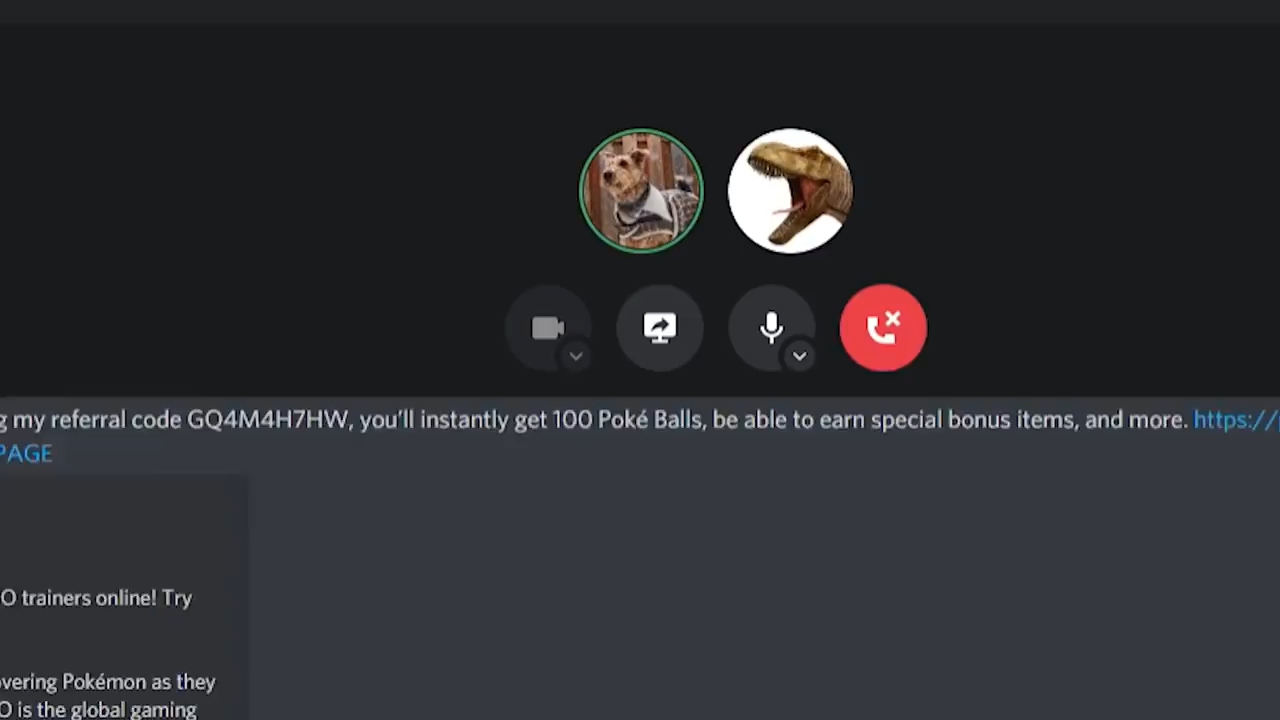 my referral code GQ4M4H7HW, you'll instantly get 100 Poké Balls, be able to earn special bonus items, and more. https://
PAGE
O trainers online! Try
overing Pokémon as they
O is the global gaming